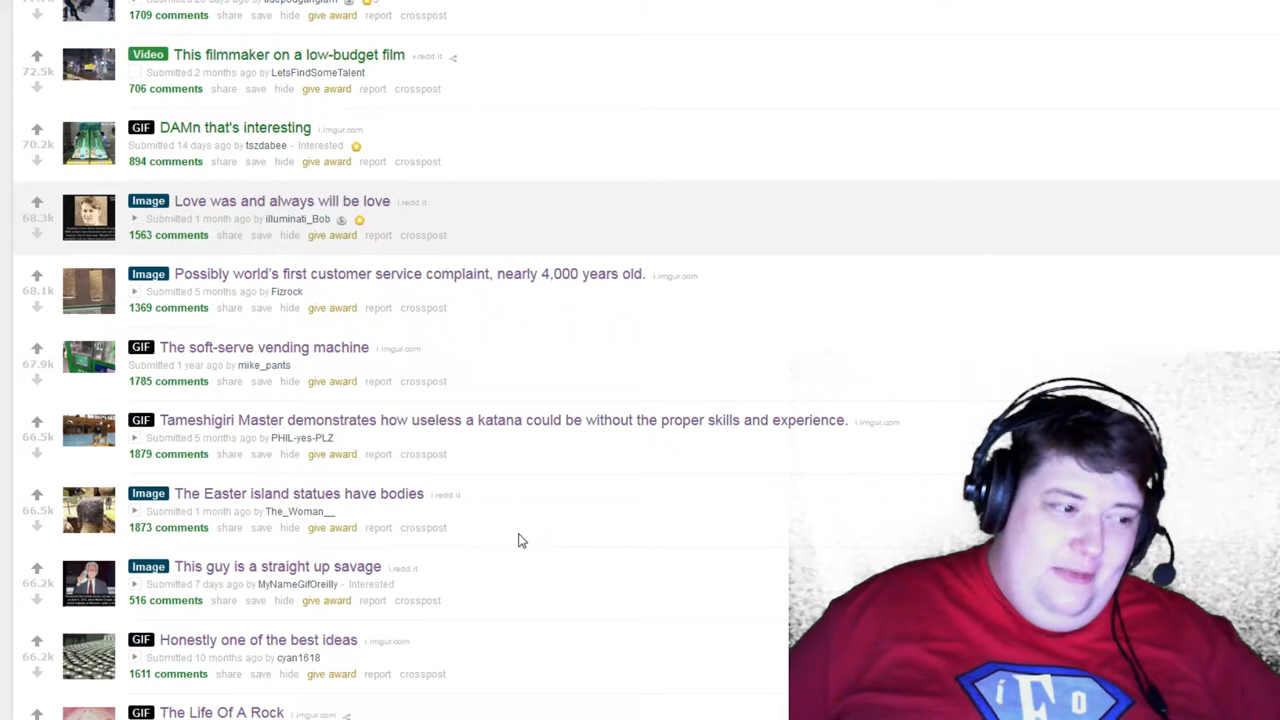 1709 comments share save hide give award report crosspost
Video This filmmaker on a low-budget film v.redd.it
72.5k
Submitted 2 months ago by LetsFindSomeTalent
706 comments share save hide give award report crosspost
GIF DAMn that's interesting i.imgur.com
70.2k
Submitted 14 days ago by tszdabee - Interested
894 comments share save hide give award report crosspost
Image Love was and always will be love i.redd.it
68.3k
Submitted 1 month ago by illuminati_Bob
1563 comments share save hide give award report crosspost
Image Possibly world's first customer service complaint, nearly 4,000 years old. i.imgur.com
68.1k
Submitted 5 months ago by Fizrock
1369 comments share save hide give award report crosspost
GIF The soft-serve vending machine i.imgur.com
67.9k
Submitted 1 year ago by mike_pants
1785 comments share save hide give award report crosspost
GIF Tameshigiri Master demonstrates how useless a katana could be without the proper skills and experience. i.imgur.com
66.5k
Submitted 5 months ago by PHIL-yes-PLZ
1879 comments share save hide give award report crosspost
Image The Easter island statues have bodies i.redd.it
66.5k
Submitted 1 month ago by The_Woman__
1873 comments share save hide give award report crosspost
Image This guy is a straight up savage i.redd.it
66.2k
Submitted 7 days ago by MyNameGifOreilly - Interested
516 comments share save hide give award report crosspost
GIF Honestly one of the best ideas i.imgur.com
66.2k
Submitted 10 months ago by cyan1618
1611 comments share save hide give award report crosspost
GIF The Life Of A Rock i.imgur.com
iEo